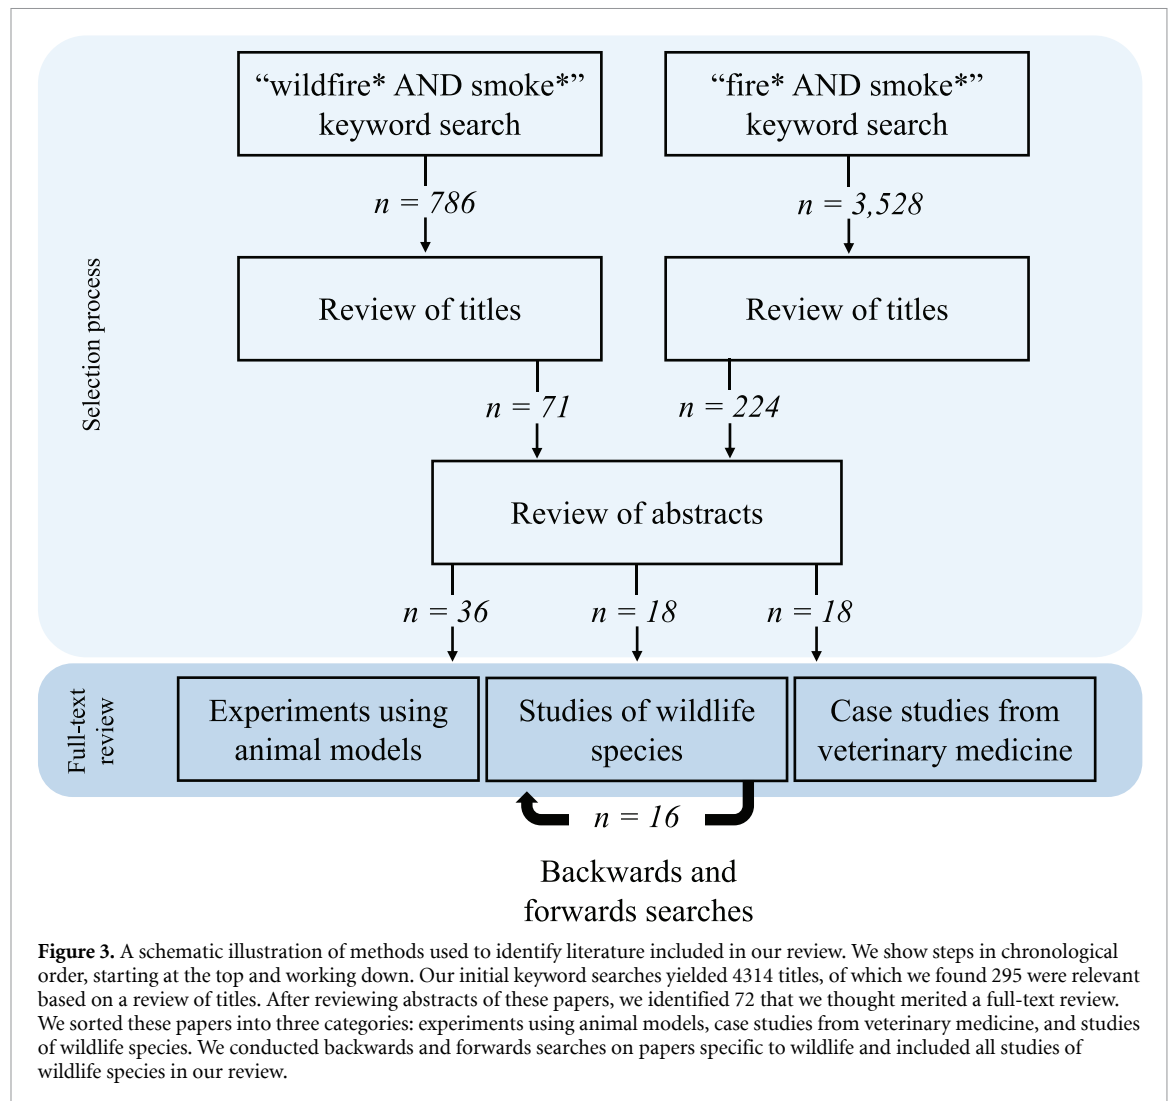 “wildfire* AND smoke*”
keyword search
“fire* AND smoke*”
keyword search
n = 786
n = 3,528
Review of titles
Review of titles
Selection process
n = 71
n = 224
Review of abstracts
n = 36
n = 18
n = 18
Full-text
review
Experiments using
animal models
Studies of wildlife
species
Case studies from
veterinary medicine
n = 16
Backwards and
forwards searches
Figure 3. A schematic illustration of methods used to identify literature included in our review. We show steps in chronological
order, starting at the top and working down. Our initial keyword searches yielded 4314 titles, of which we found 295 were relevant
based on a review of titles. After reviewing abstracts of these papers, we identified 72 that we thought merited a full-text review.
We sorted these papers into three categories: experiments using animal models, case studies from veterinary medicine, and studies
of wildlife species. We conducted backwards and forwards searches on papers specific to wildlife and included all studies of
wildlife species in our review.